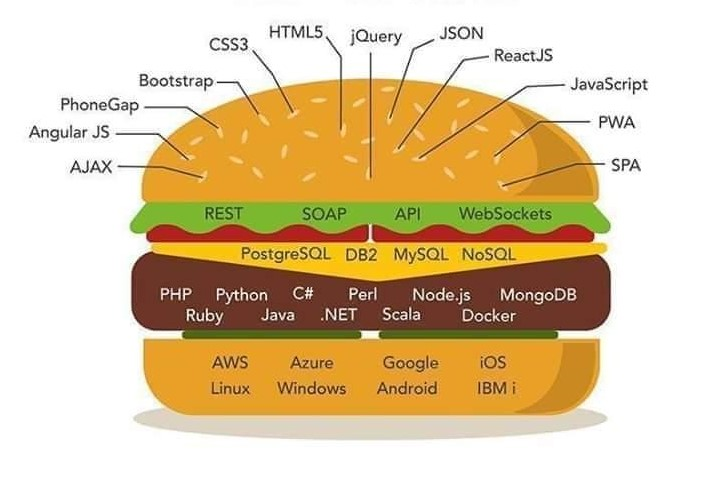 HTML5
jQuery
JSON
CSS3
ReactJS
Bootstrap
JavaScript
PhoneGap
PWA
Angular JS
AJAX
SPA
REST SOAP API WebSockets
PostgreSQL DB2 MySQL NoSQL
PHP Python C# Perl Node.js MongoDB
Ruby Java .NET Scala Docker
AWS Azure Google iOS
Linux Windows Android IBM i